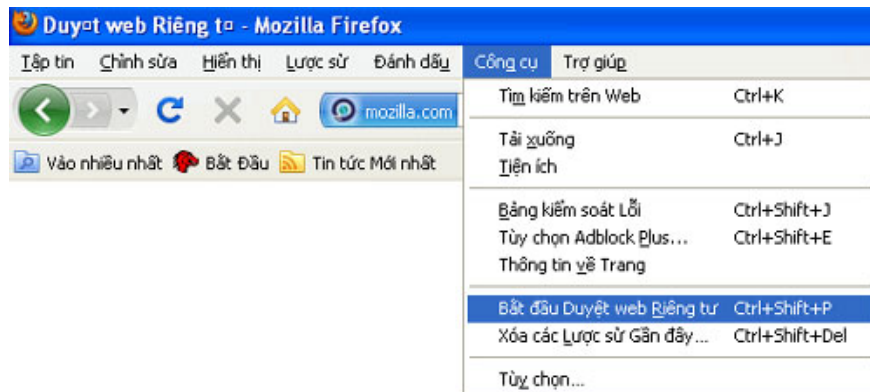 Duy¤t web Riêng t¤ - Mozilla Firefox
Tập tin Chỉnh sửa Hiển thị Lược sử Đánh dấu Công cụ Trợ giúp
mozilla.com
Vào nhiều nhất Bắt Đầu Tin tức Mới nhất
Tìm kiếm trên Web Ctrl+K
Tải xuống Ctrl+J
Tiện ích
Bảng kiểm soát Lỗi Ctrl+Shift+J
Tùy chọn Adblock Plus... Ctrl+Shift+E
Thông tin về Trang
Bắt đầu Duyệt web Riêng tư Ctrl+Shift+P
Xóa các Lược sử Gần đây... Ctrl+Shift+Del
Tùy chọn...